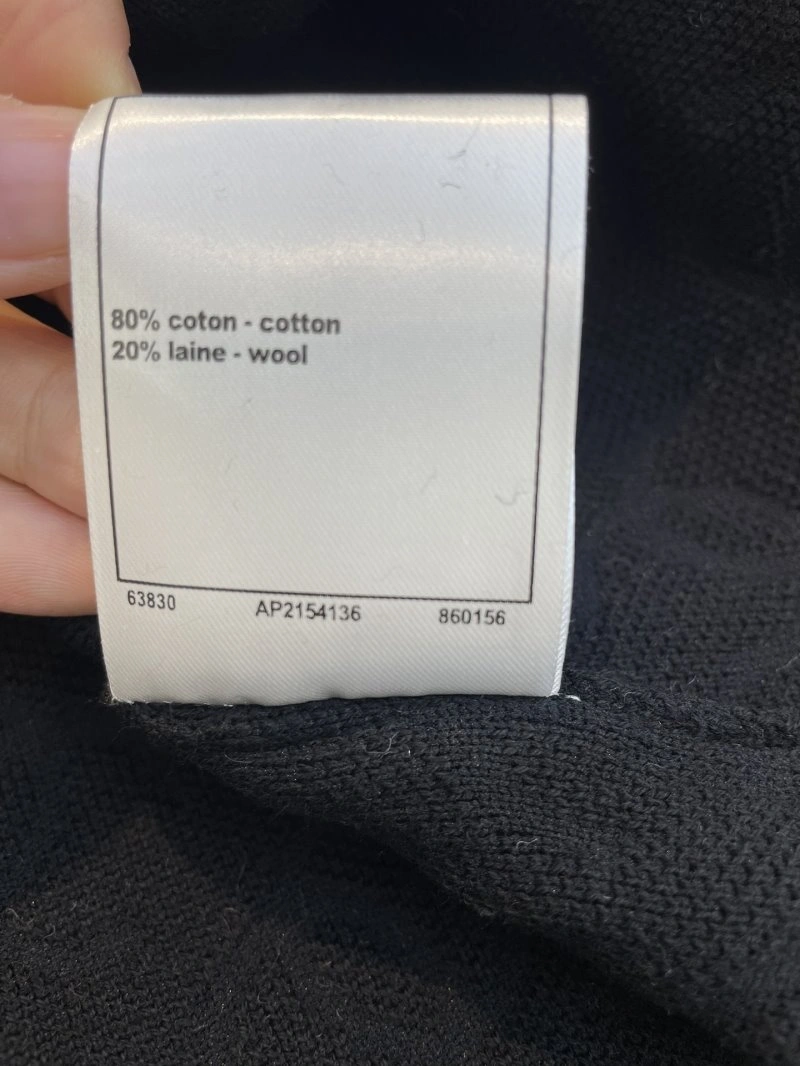 80% coton - cotton
20% laine - wool
63830 AP2154136 860156